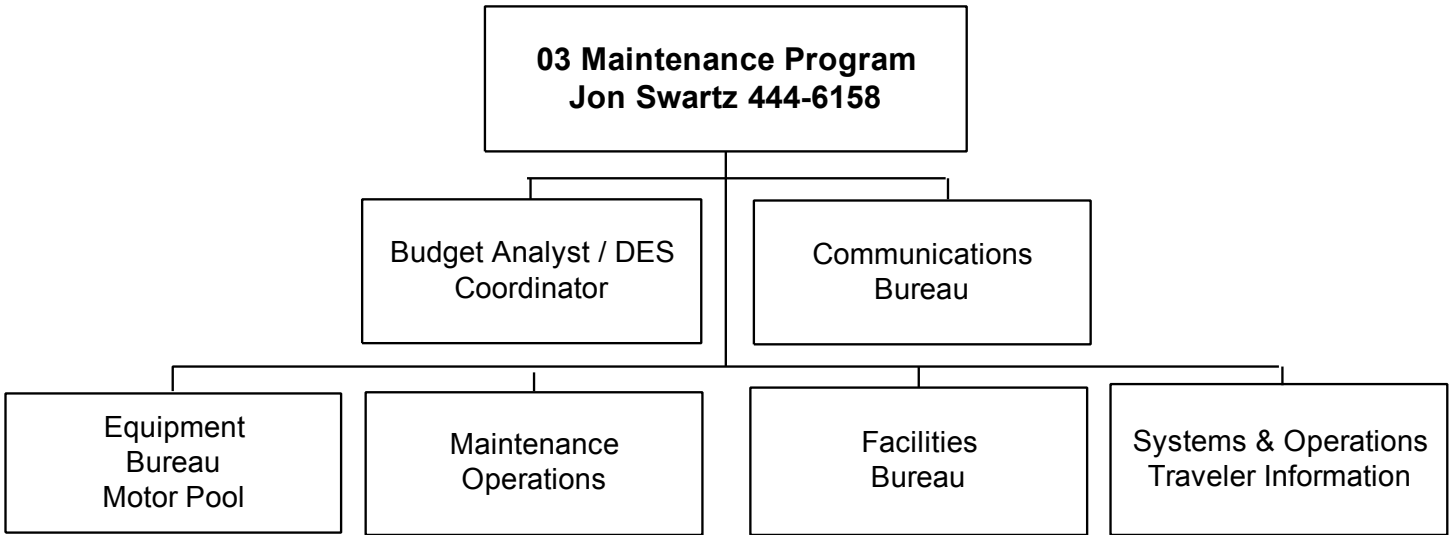 03 Maintenance Program
Jon Swartz 444-6158
Budget Analyst / DES
Coordinator
Communications
Bureau
Equipment
Bureau
Motor Pool
Maintenance
Operations
Facilities
Bureau
Systems & Operations
Traveler Information